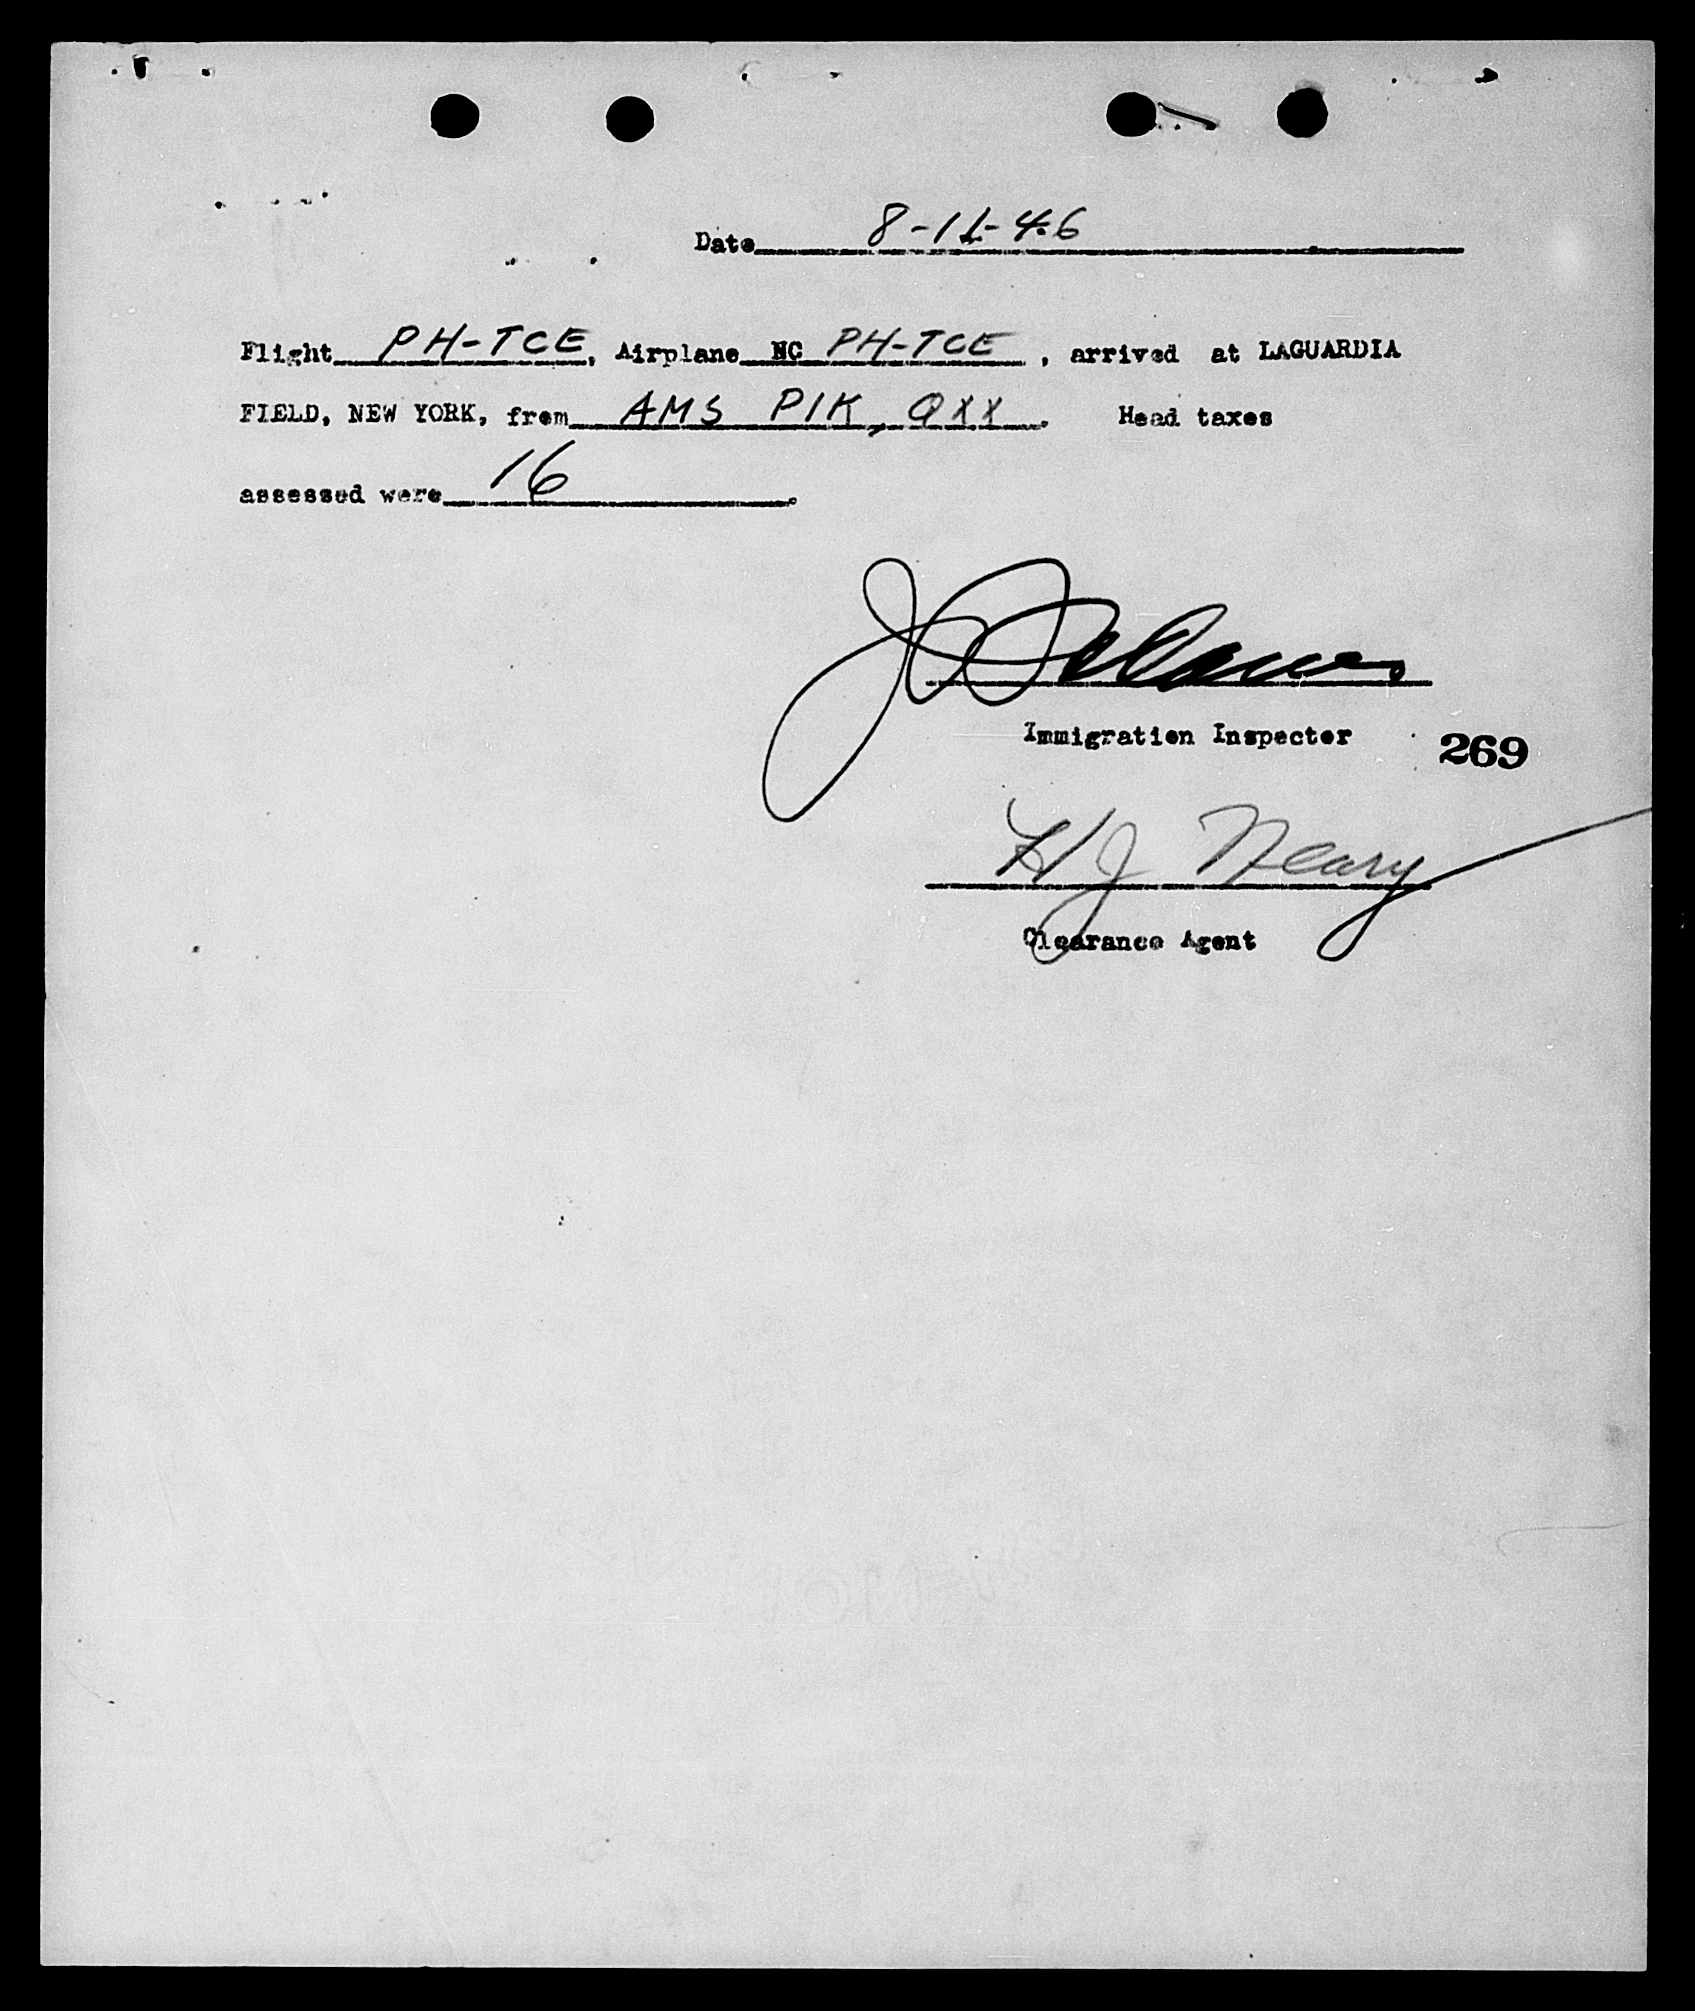 Date 8-11-46
Flight PH-TCE, Airplane NC PH-TCE, arrived at LAGUARDIA
FIELD, NEW YORK, from AMS PIK, QXX. Head taxes
assessed were 16.
Immigration Inspector
269
H J Neary
Clearance Agent